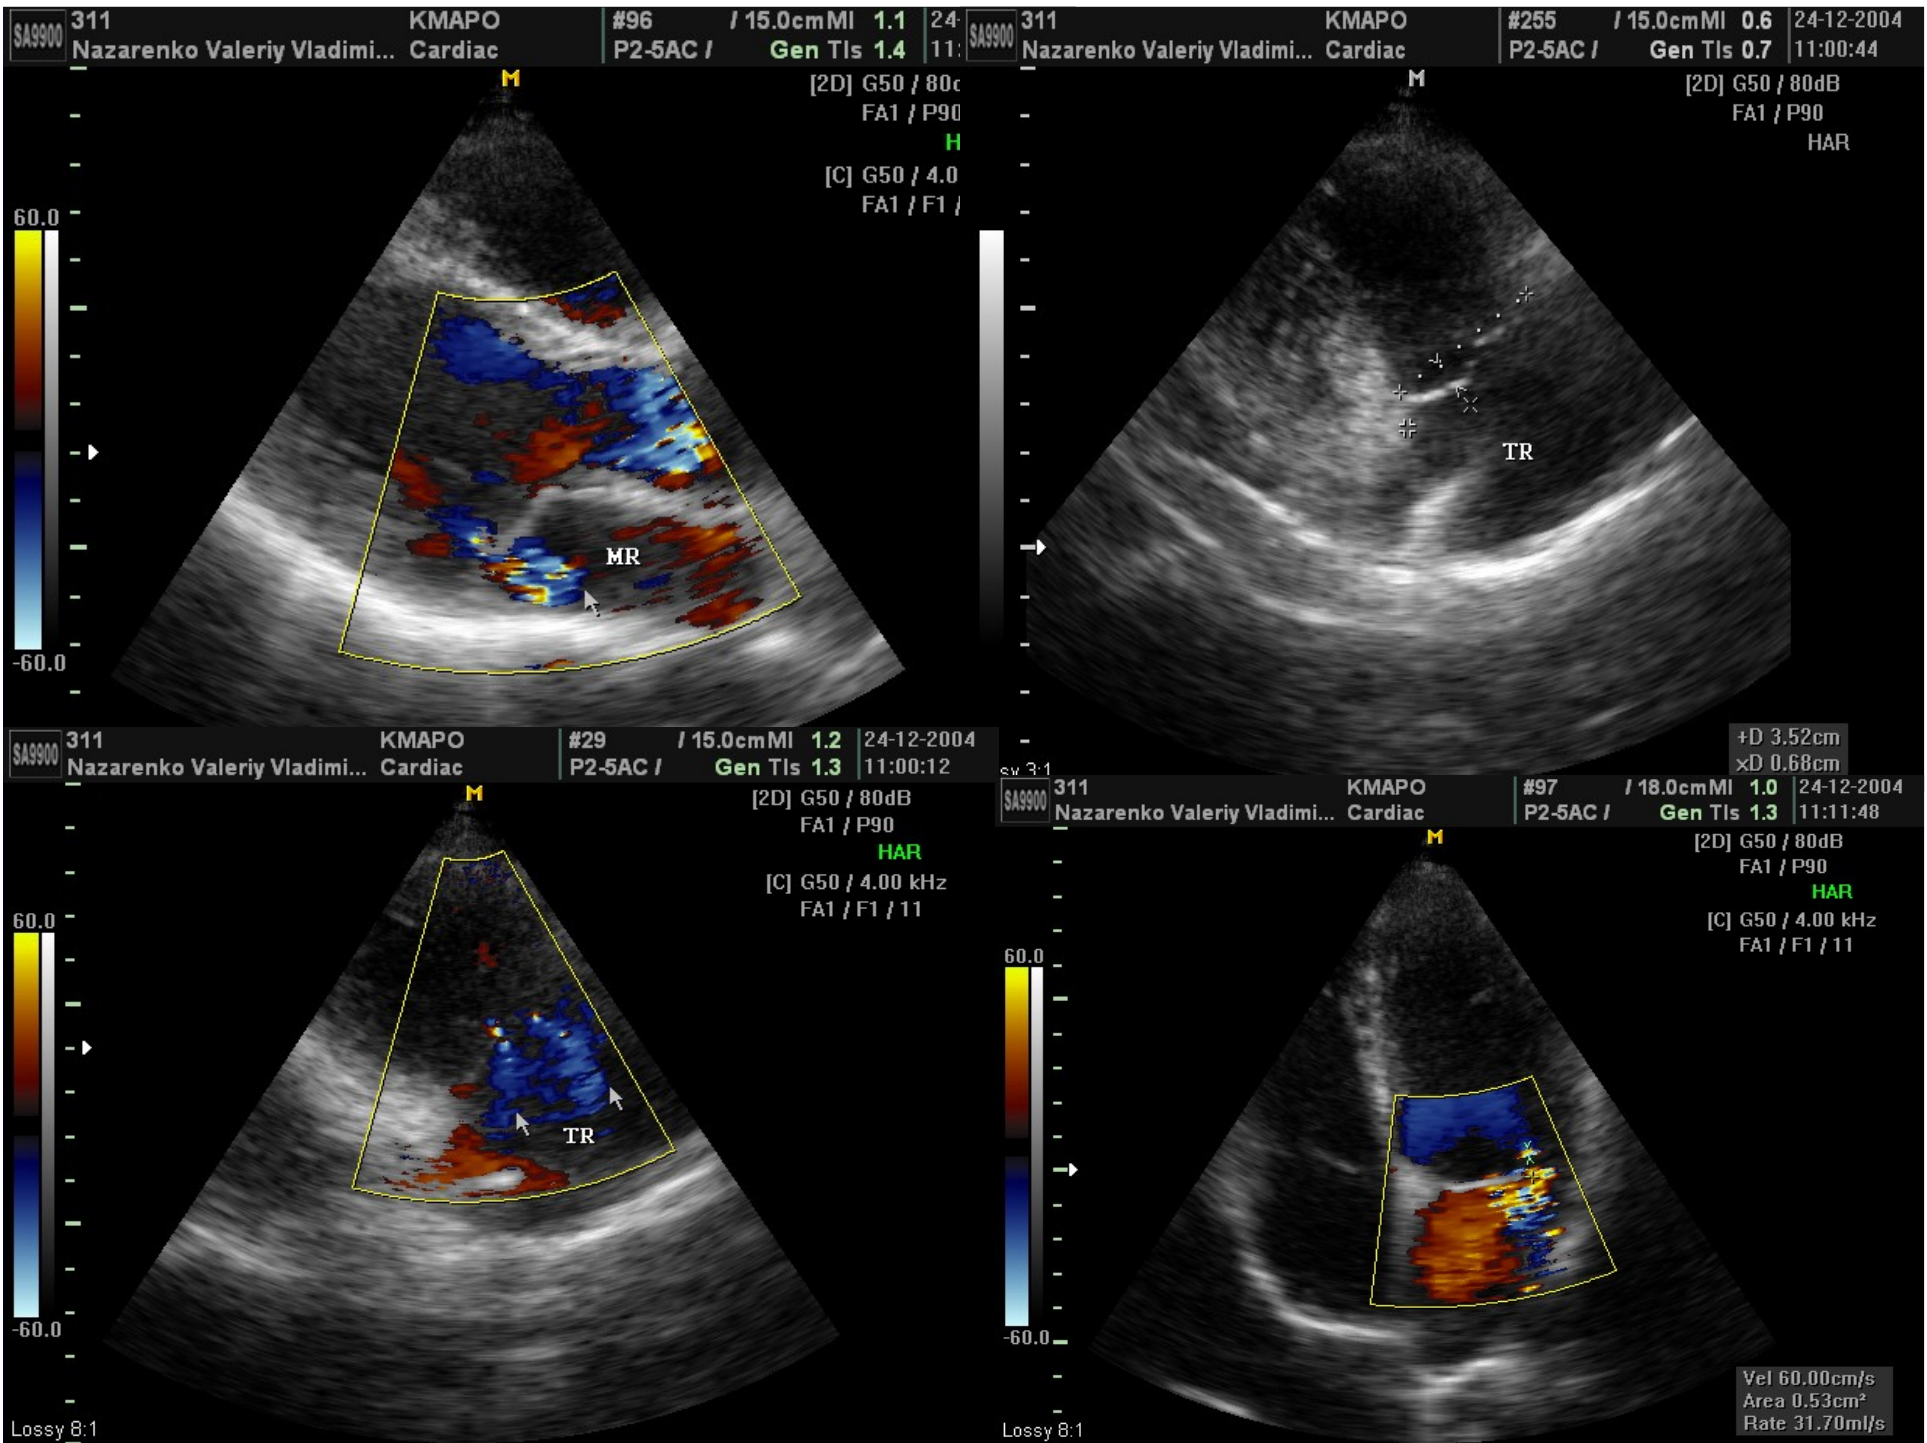 SA9900
311 KMAPO #96 / 15.0cm MI 1.1 24-
Nazarenko Valeriy Vladimi... Cardiac P2-5AC / Gen TIs 1.4 11:
M
[2D] G50 / 80d
FA1 / P90
H
[C] G50 / 4.0
FA1 / F1 /
60.0
-60.0
MR
SA9900
311 KMAPO #255 / 15.0cm MI 0.6 24-12-2004
Nazarenko Valeriy Vladimi... Cardiac P2-5AC / Gen TIs 0.7 11:00:44
M
[2D] G50 / 80dB
FA1 / P90
HAR
TR
+D 3.52cm
xD 0.68cm
sy 3:1
SA9900
311 KMAPO #29 / 15.0cm MI 1.2 24-12-2004
Nazarenko Valeriy Vladimi... Cardiac P2-5AC / Gen TIs 1.3 11:00:12
M
[2D] G50 / 80dB
FA1 / P90
HAR
[C] G50 / 4.00 kHz
FA1 / F1 / 11
60.0
-60.0
TR
Lossy 8:1
SA9900
311 KMAPO #97 / 18.0cm MI 1.0 24-12-2004
Nazarenko Valeriy Vladimi... Cardiac P2-5AC / Gen TIs 1.3 11:11:48
M
[2D] G50 / 80dB
FA1 / P90
HAR
[C] G50 / 4.00 kHz
FA1 / F1 / 11
60.0
-60.0
Vel 60.00cm/s
Area 0.53cm²
Rate 31.70ml/s
Lossy 8:1